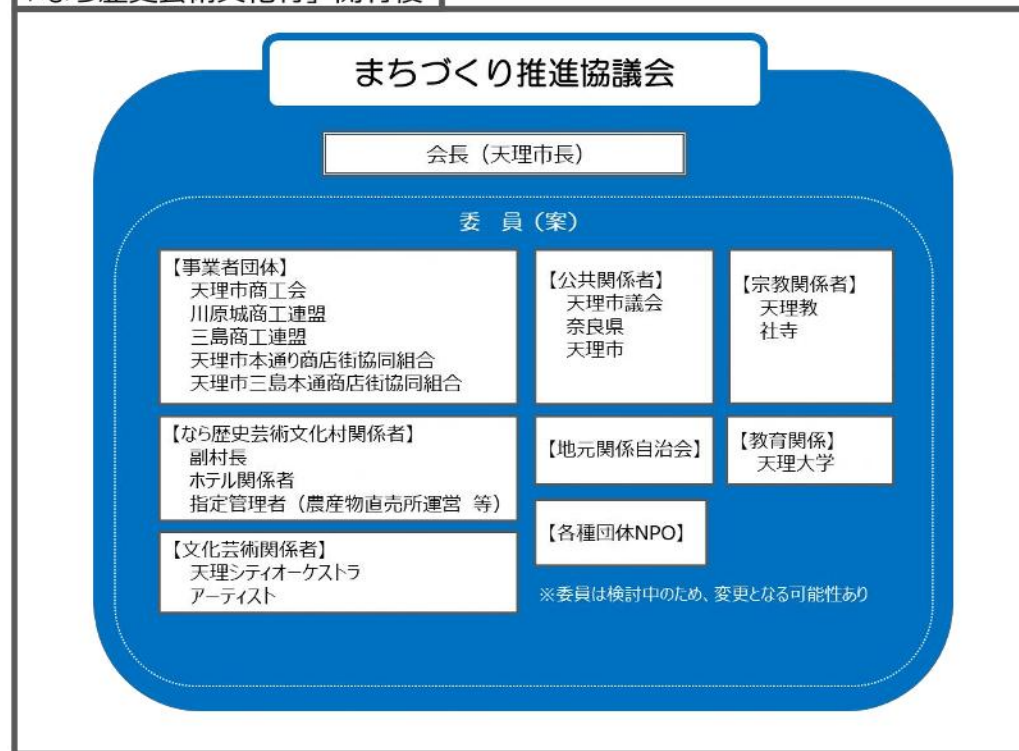 まちづくり推進協議会
会長（天理市長）
委 員（案）
【事業者団体】
天理市商工会
川原城商工連盟
三島商工連盟
天理市本通り商店街協同組合
天理市三島本通商店街協同組合
【公共関係者】
天理市議会
奈良県
天理市
【宗教関係者】
天理教
社寺
【なら歴史芸術文化村関係者】
副村長
ホテル関係者
指定管理者（農産物直売所運営 等）
【地元関係自治会】
【教育関係】
天理大学
【文化芸術関係者】
天理シティオーケストラ
アーティスト
【各種団体NPO】
※委員は検討中のため、変更となる可能性あり